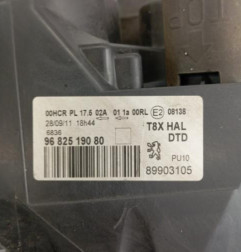 00HCR PL 17.5 02A 01 1a 00RL E2 08138
28/09/11 18h44
6836
T8X HAL
DTD
96 825 190 80
PU10
89903105